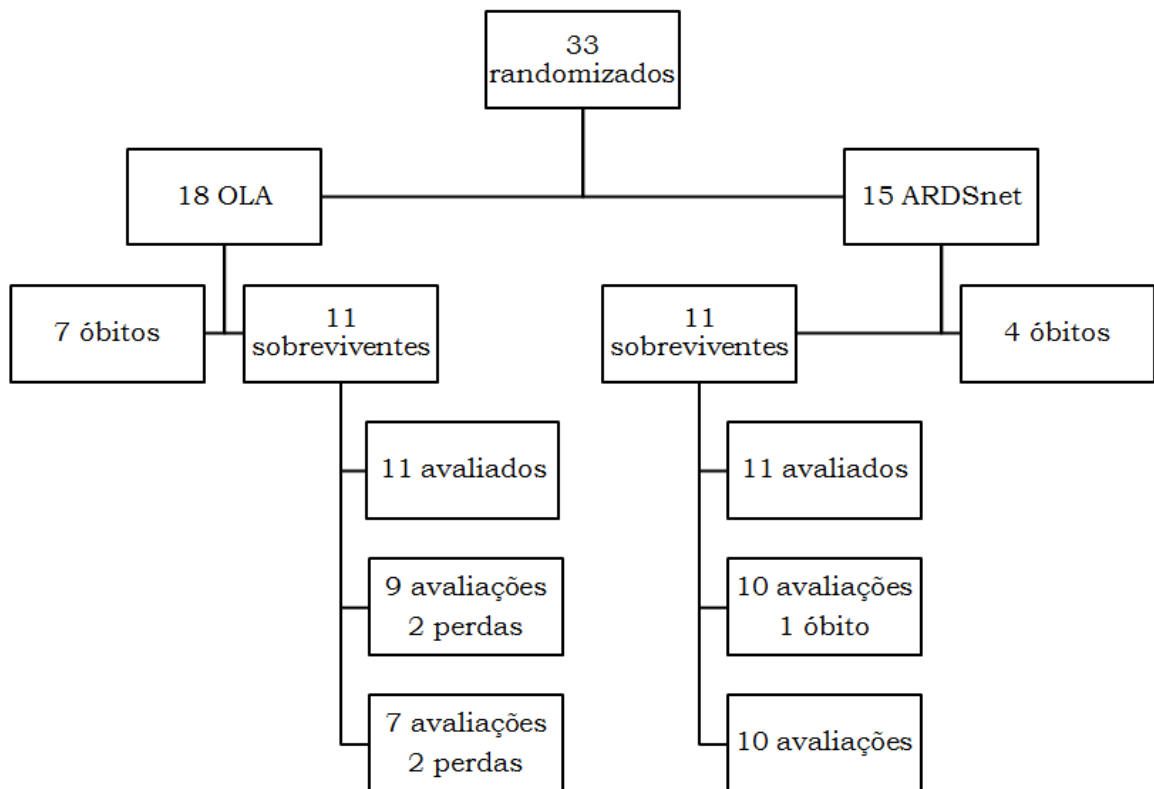 33
randomizados
18 OLA
15 ARDSnet
7 óbitos
11
sobreviventes
11
sobreviventes
4 óbitos
11 avaliados
11 avaliados
9 avaliações
2 perdas
10 avaliações
1 óbito
7 avaliações
2 perdas
10 avaliações